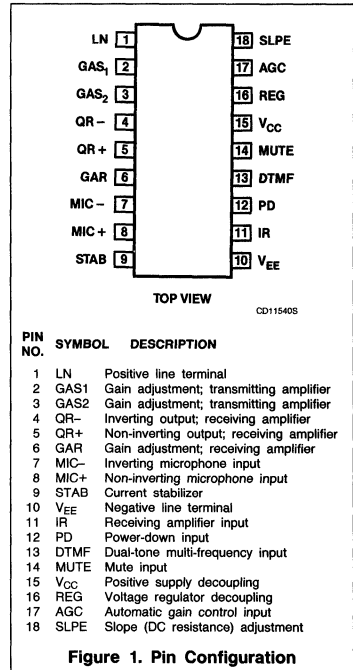 LN 1 18 SLPE
GAS₁ 2 17 AGC
GAS₂ 3 16 REG
QR− 4 15 V_CC
QR+ 5 14 MUTE
GAR 6 13 DTMF
MIC− 7 12 PD
MIC+ 8 11 IR
STAB 9 10 V_EE
TOP VIEW
CD11540S
PIN NO. SYMBOL DESCRIPTION
1 LN Positive line terminal
2 GAS1 Gain adjustment; transmitting amplifier
3 GAS2 Gain adjustment; transmitting amplifier
4 QR− Inverting output; receiving amplifier
5 QR+ Non-inverting output; receiving amplifier
6 GAR Gain adjustment; receiving amplifier
7 MIC− Inverting microphone input
8 MIC+ Non-inverting microphone input
9 STAB Current stabilizer
10 V_EE Negative line terminal
11 IR Receiving amplifier input
12 PD Power-down input
13 DTMF Dual-tone multi-frequency input
14 MUTE Mute input
15 V_CC Positive supply decoupling
16 REG Voltage regulator decoupling
17 AGC Automatic gain control input
18 SLPE Slope (DC resistance) adjustment
Figure 1. Pin Configuration